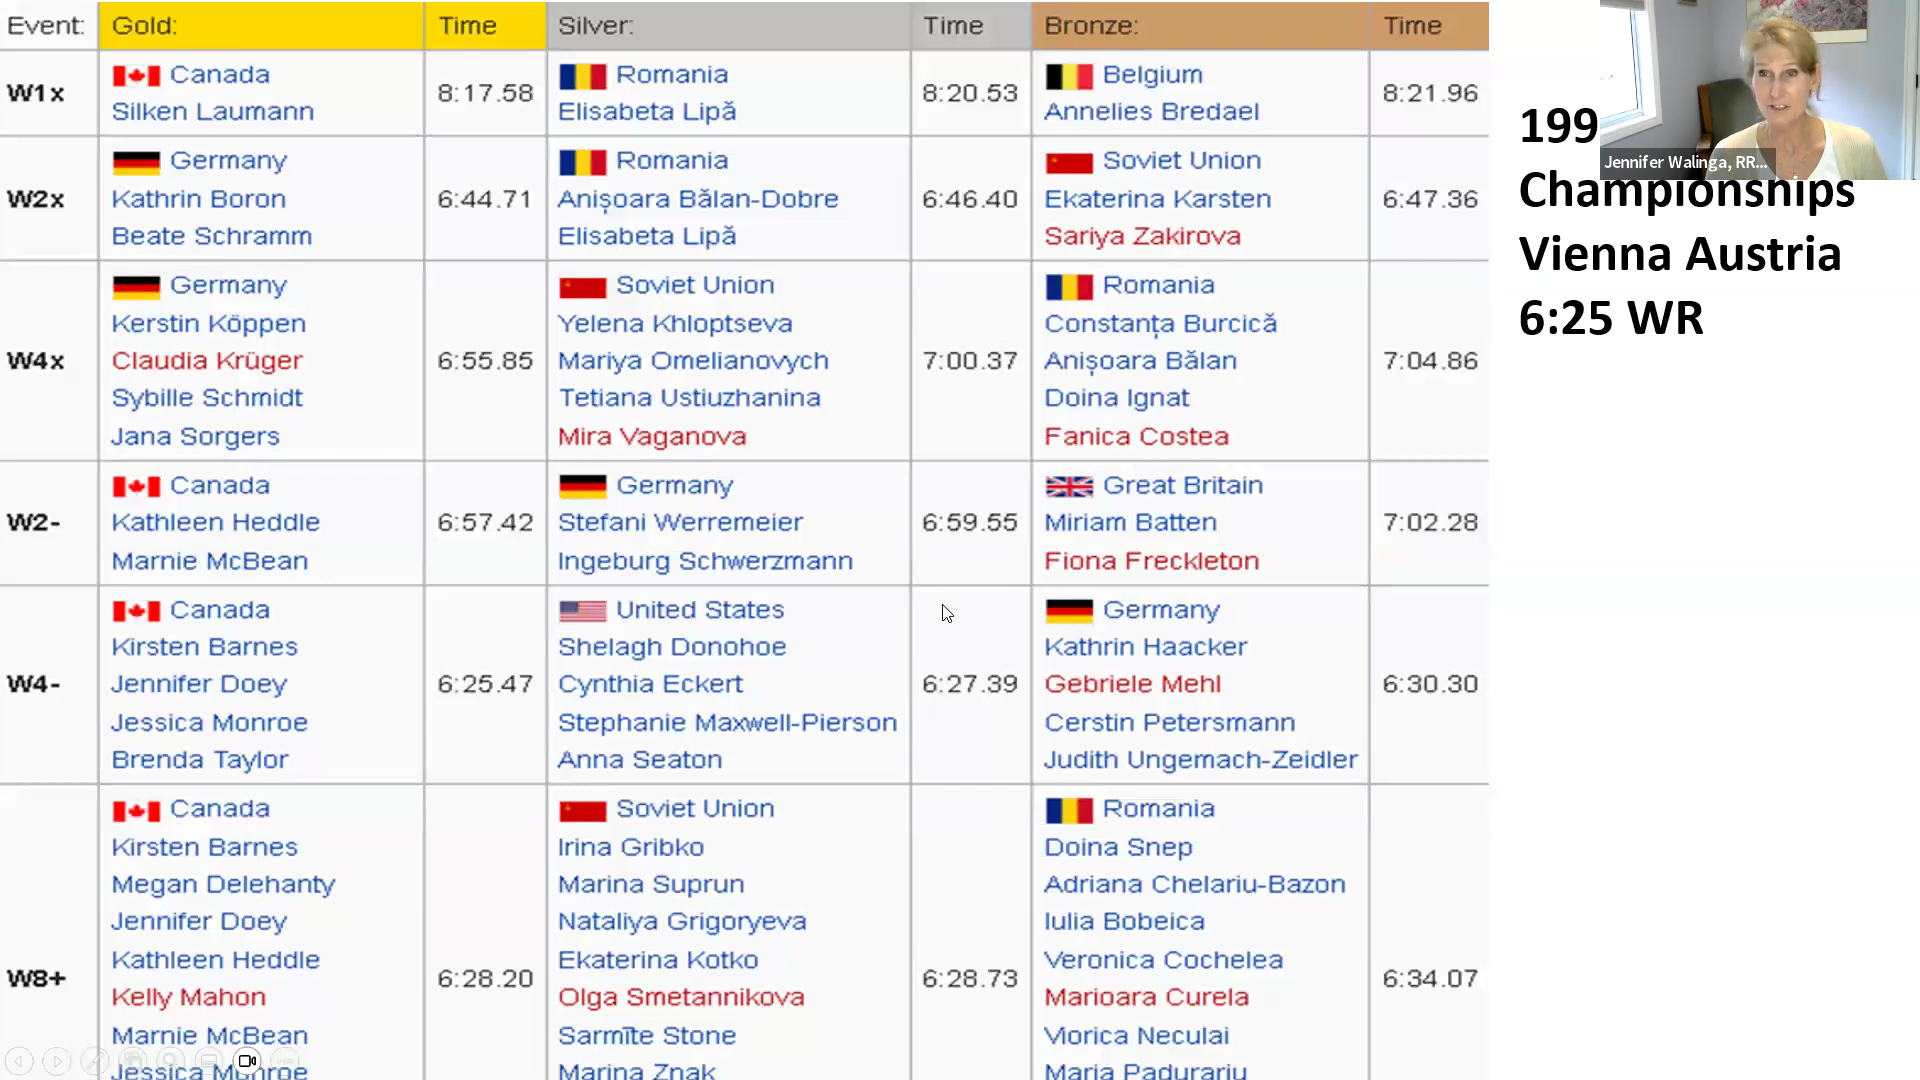 Event: Gold: Time Silver: Time Bronze: Time
W1x Canada 8:17.58 Romania 8:20.53 Belgium 8:21.96
Silken Laumann Elisabeta Lipă Annelies Bredael
W2x Germany 6:44.71 Romania 6:46.40 Soviet Union 6:47.36
Kathrin Boron Anișoara Bălan-Dobre Ekaterina Karsten
Beate Schramm Elisabeta Lipă Sariya Zakirova
W4x Germany 6:55.85 Soviet Union 7:00.37 Romania 7:04.86
Kerstin Köppen Yelena Khloptseva Constanța Burcică
Claudia Krüger Mariya Omelianovych Anișoara Bălan
Sybille Schmidt Tetiana Ustiuzhanina Doina Ignat
Jana Sorgers Mira Vaganova Fanica Costea
W2- Canada 6:57.42 Germany 6:59.55 Great Britain 7:02.28
Kathleen Heddle Stefani Werremeier Miriam Batten
Marnie McBean Ingeburg Schwerzmann Fiona Freckleton
W4- Canada 6:25.47 United States 6:27.39 Germany 6:30.30
Kirsten Barnes Shelagh Donohoe Kathrin Haacker
Jennifer Doey Cynthia Eckert Gebriele Mehl
Jessica Monroe Stephanie Maxwell-Pierson Cerstin Petersmann
Brenda Taylor Anna Seaton Judith Ungemach-Zeidler
W8+ Canada 6:28.20 Soviet Union 6:28.73 Romania 6:34.07
Kirsten Barnes Irina Gribko Doina Snep
Megan Delehanty Marina Suprun Adriana Chelariu-Bazon
Jennifer Doey Nataliya Grigoryeva Iulia Bobeica
Kathleen Heddle Ekaterina Kotko Veronica Cochelea
Kelly Mahon Olga Smetannikova Marioara Curela
Marnie McBean Sarmīte Stone Viorica Neculai
Jessica Monroe Marina Znak Maria Padurariu
199
Championships
Vienna Austria
6:25 WR
Jennifer Walinga, RR...